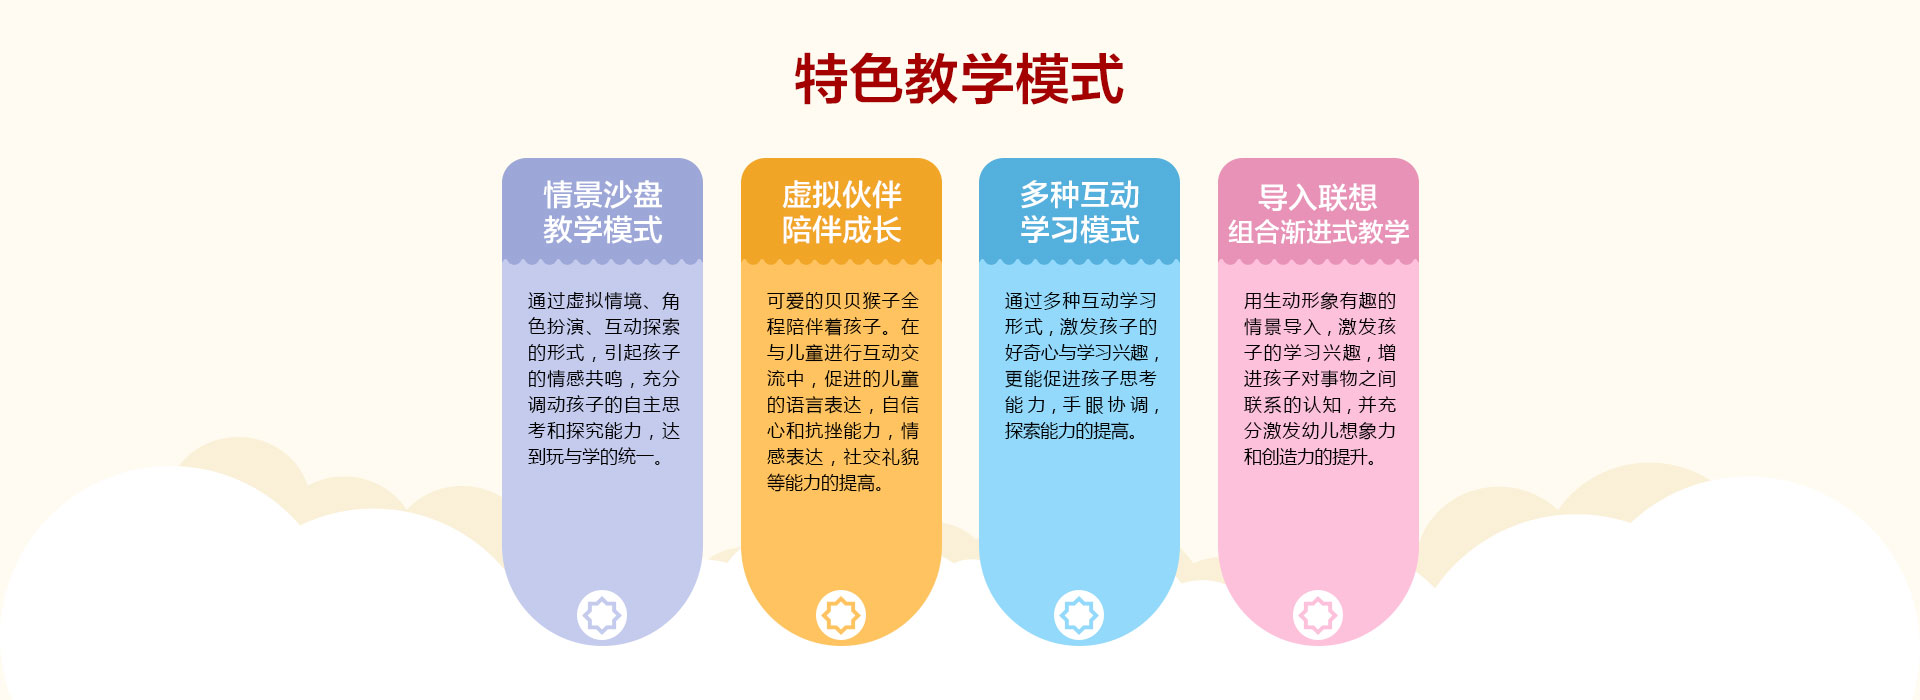 特色教学模式
情景沙盘
教学模式
通过虚拟情境、角
色扮演、互动探索
的形式，引起孩子
的情感共鸣，充分
调动孩子的自主思
考和探究能力，达
到玩与学的统一。
虚拟伙伴
陪伴成长
可爱的贝贝猴子全
程陪伴着孩子。在
与儿童进行互动交
流中，促进的儿童
的语言表达，自信
心和抗挫能力，情
感表达，社交礼貌
等能力的提高。
多种互动
学习模式
通过多种互动学习
形式，激发孩子的
好奇心与学习兴趣，
更能促进孩子思考
能力,手眼协调,
探索能力的提高。
导入联想
组合渐进式教学
用生动形象有趣的
情景导入，激发孩
子的学习兴趣，增
进孩子对事物之间
联系的认知，并充
分激发幼儿想象力
和创造力的提升。